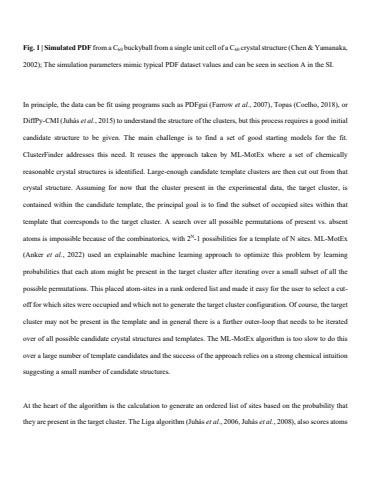 Fig. 1 | Simulated PDF from a C60 buckyball from a single unit cell of a C60 crystal structure (Chen & Yamanaka,
2002); The simulation parameters mimic typical PDF dataset values and can be seen in section A in the SI.
In principle, the data can be fit using programs such as PDFgui (Farrow et al., 2007), Topas (Coelho, 2018), or
DiffPy-CMI (Juhás et al., 2015) to understand the structure of the clusters, but this process requires a good initial
candidate structure to be given. The main challenge is to find a set of good starting models for the fit.
ClusterFinder addresses this need. It reuses the approach taken by ML-MotEx where a set of chemically
reasonable crystal structures is identified. Large-enough candidate template clusters are then cut out from that
crystal structure. Assuming for now that the cluster present in the experimental data, the target cluster, is
contained within the candidate template, the principal goal is to find the subset of occupied sites within that
template that corresponds to the target cluster. A search over all possible permutations of present vs. absent
atoms is impossible because of the combinatorics, with 2^N-1 possibilities for a template of N sites. ML-MotEx
(Anker et al., 2022) used an explainable machine learning approach to optimize this problem by learning
probabilities that each atom might be present in the target cluster after iterating over a small subset of all the
possible permutations. This placed atom-sites in a rank ordered list and made it easy for the user to select a cut-
off for which sites were occupied and which not to generate the target cluster configuration. Of course, the target
cluster may not be present in the template and in general there is a further outer-loop that needs to be iterated
over of all possible candidate crystal structures and templates. The ML-MotEx algorithm is too slow to do this
over a large number of template candidates and the success of the approach relies on a strong chemical intuition
suggesting a small number of candidate structures.
At the heart of the algorithm is the calculation to generate an ordered list of sites based on the probability that
they are present in the target cluster. The Liga algorithm (Juhás et al., 2006, Juhás et al., 2008), also scores atoms